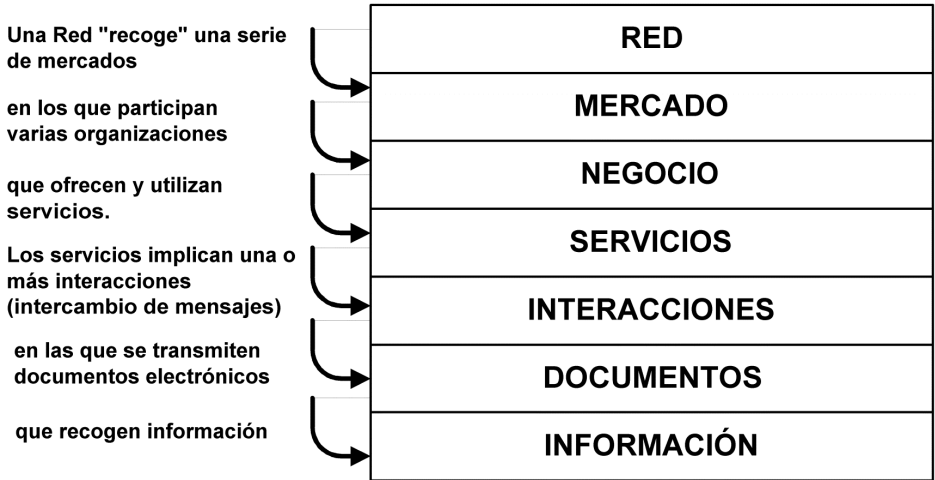 Una Red "recoge" una serie
de mercados
en los que participan
varias organizaciones
que ofrecen y utilizan
servicios.
Los servicios implican una o
más interacciones
(intercambio de mensajes)
en las que se transmiten
documentos electrónicos
que recogen información
RED
MERCADO
NEGOCIO
SERVICIOS
INTERACCIONES
DOCUMENTOS
INFORMACIÓN